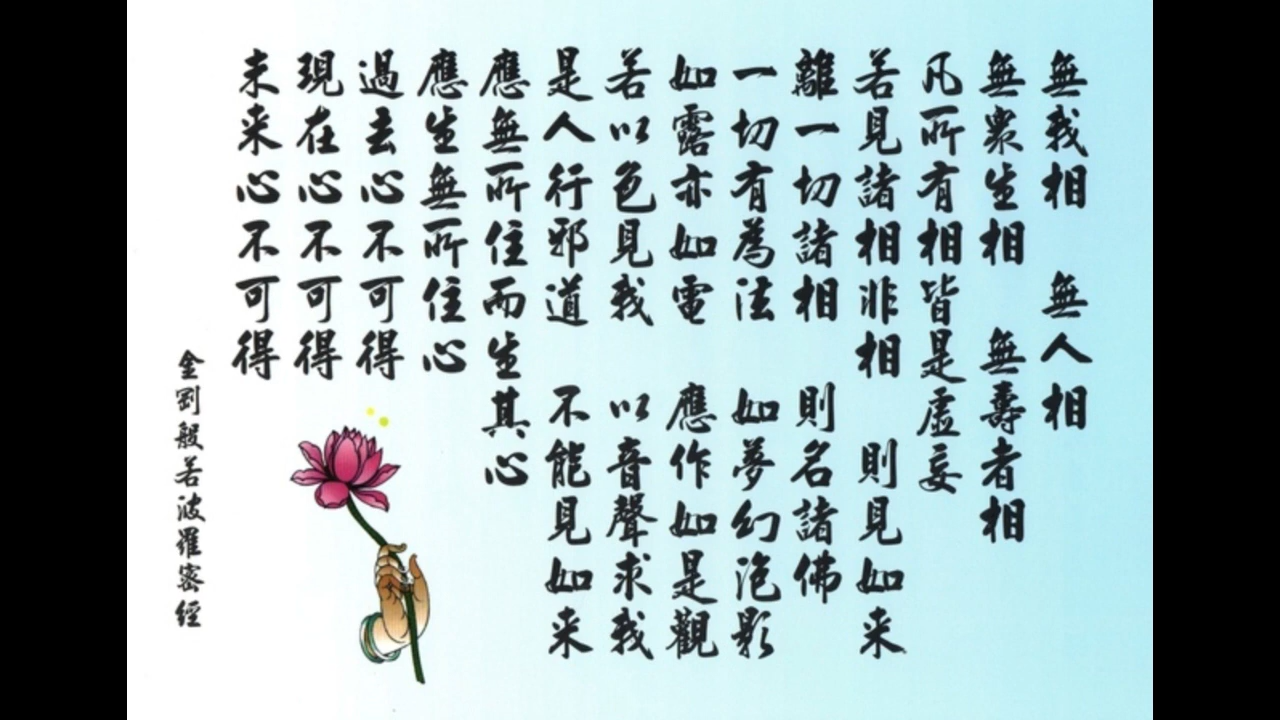 無我相　無人相
無眾生相　無壽者相
凡所有相皆是虛妄
若見諸相非相　則見如来
離一切諸相　則名諸佛
一切有為法　如夢幻泡影
如露亦如電　應作如是觀
若以色見我　以音聲求我
是人行邪道　不能見如来
應無所住而生其心
應生無所住心
過去心不可得
現在心不可得
未来心不可得
金剛般若波羅密經